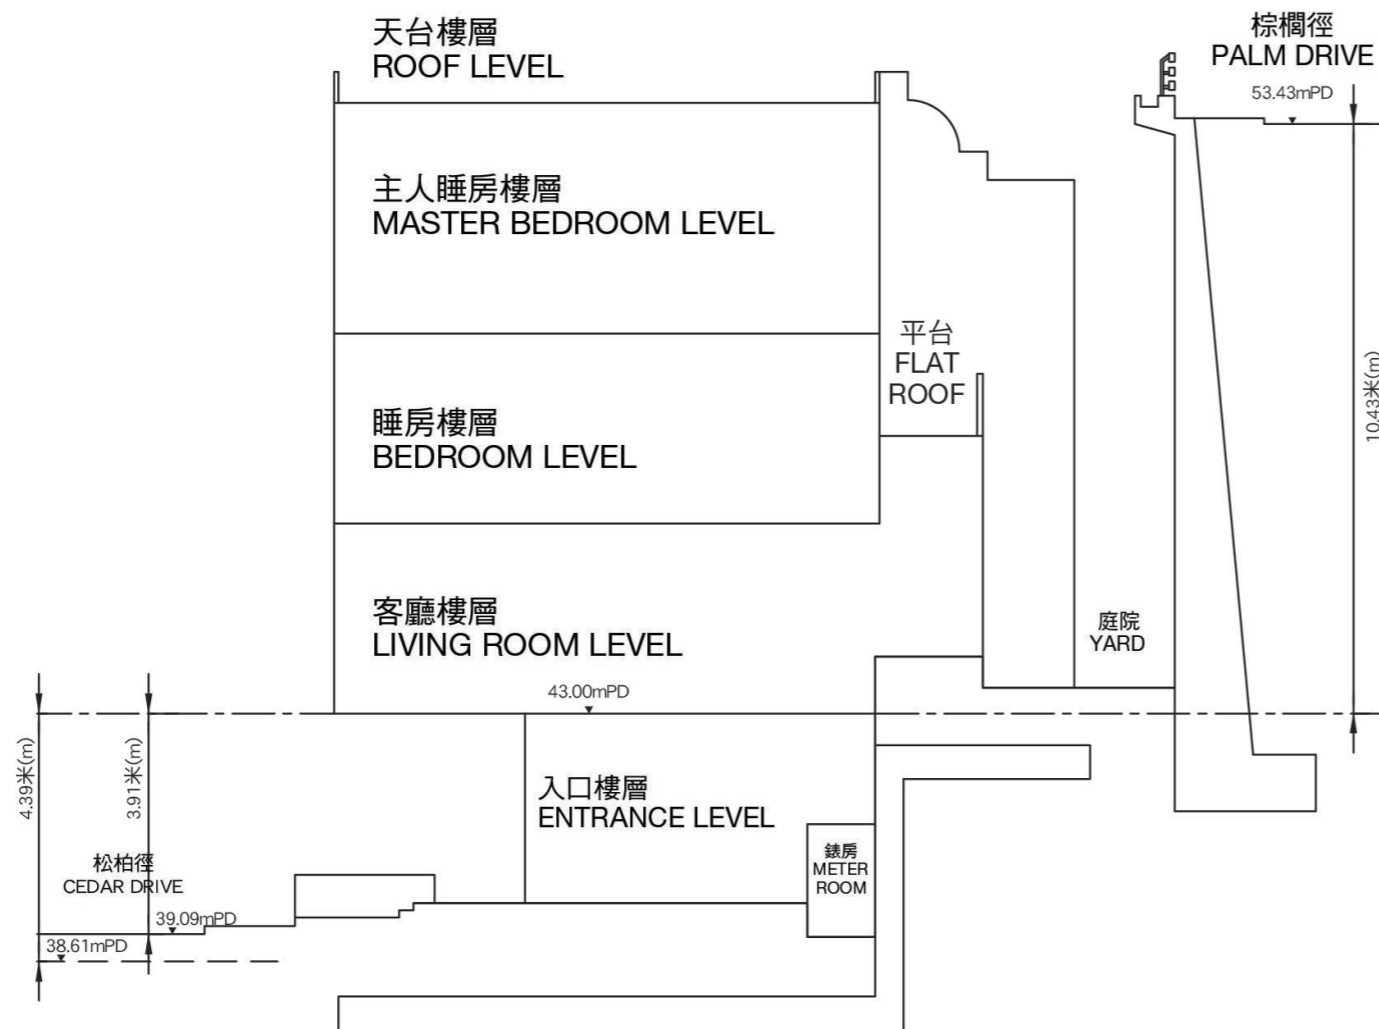 天台樓層
ROOF LEVEL
棕櫚徑
PALM DRIVE
53.43mPD
主人睡房樓層
MASTER BEDROOM LEVEL
平台
FLAT
ROOF
10.43米(m)
睡房樓層
BEDROOM LEVEL
客廳樓層
LIVING ROOM LEVEL
庭院
YARD
43.00mPD
4.39米(m)
3.91米(m)
入口樓層
ENTRANCE LEVEL
錶房
METER
ROOM
松柏徑
CEDAR DRIVE
39.09mPD
38.61mPD